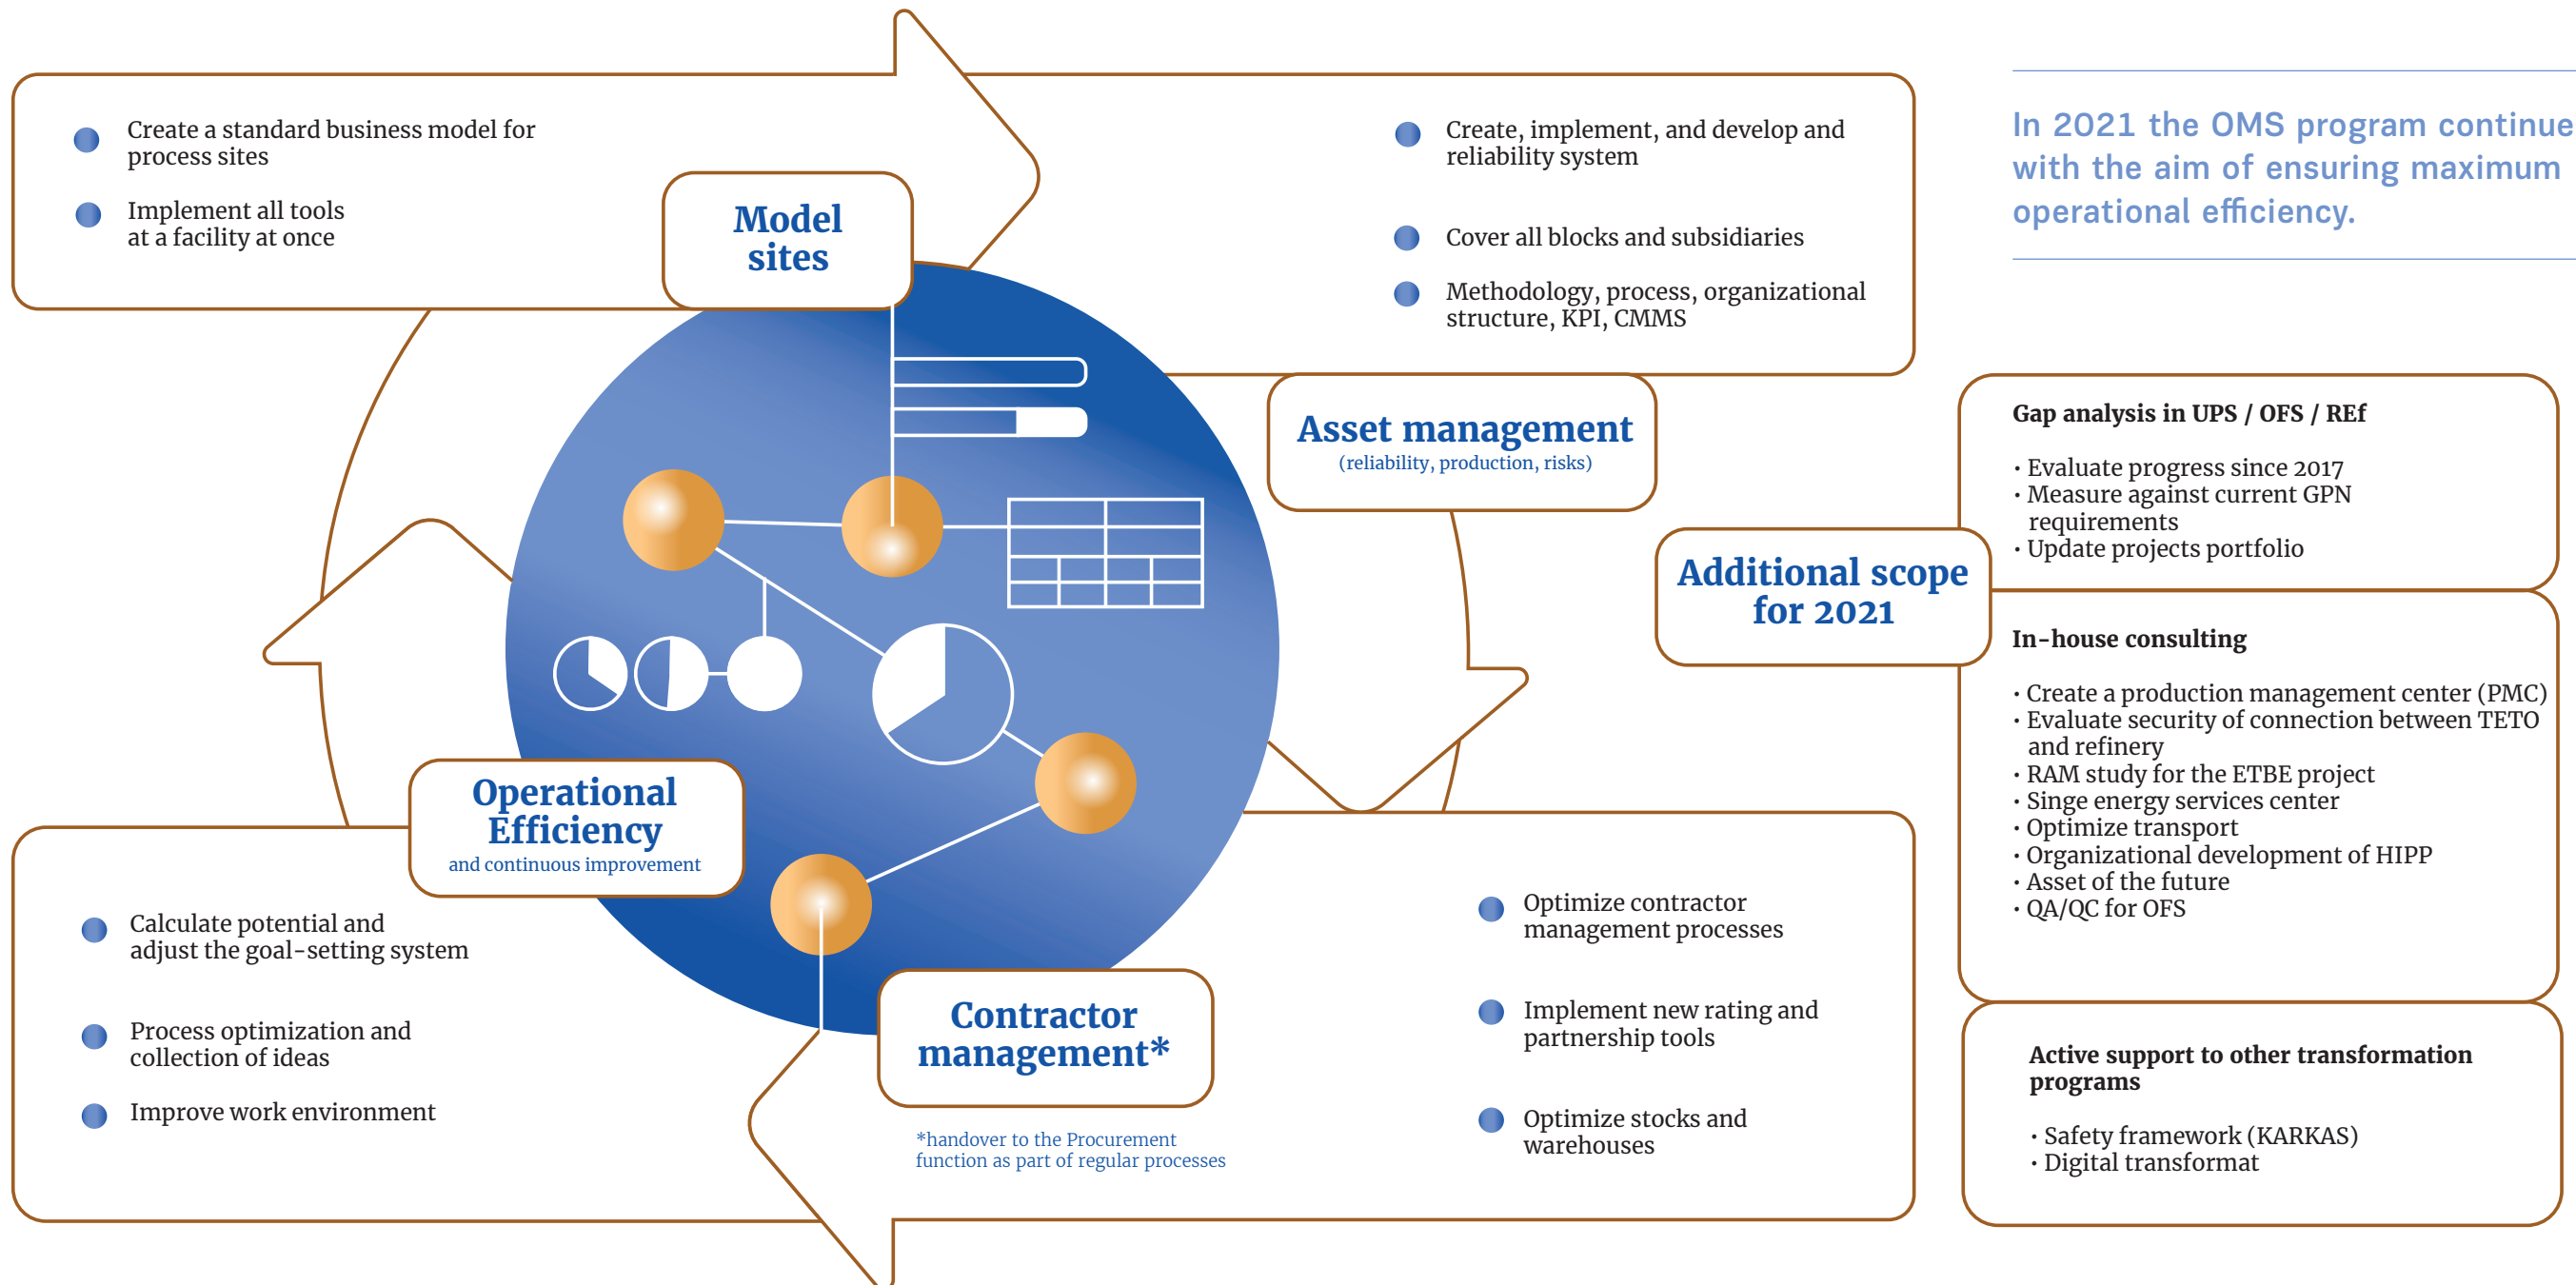 Create a standard business model for
process sites
Implement all tools
at a facility at once
Model
sites
Create, implement, and develop and
reliability system
Cover all blocks and subsidiaries
Methodology, process, organizational
structure, KPI, CMMS
Asset management
(reliability, production, risks)
In 2021 the OMS program continue
with the aim of ensuring maximum
operational efficiency.
Operational
Efficiency
and continuous improvement
Calculate potential and
adjust the goal-setting system
Process optimization and
collection of ideas
Improve work environment
Contractor
management*
*handover to the Procurement
function as part of regular processes
Optimize contractor
management processes
Implement new rating and
partnership tools
Optimize stocks and
warehouses
Additional scope
for 2021
Gap analysis in UPS / OFS / REf
· Evaluate progress since 2017
· Measure against current GPN
requirements
· Update projects portfolio
In-house consulting
· Create a production management center (PMC)
· Evaluate security of connection between TETO
and refinery
· RAM study for the ETBE project
· Singe energy services center
· Optimize transport
· Organizational development of HIPP
· Asset of the future
· QA/QC for OFS
Active support to other transformation
programs
· Safety framework (KARKAS)
· Digital transformat